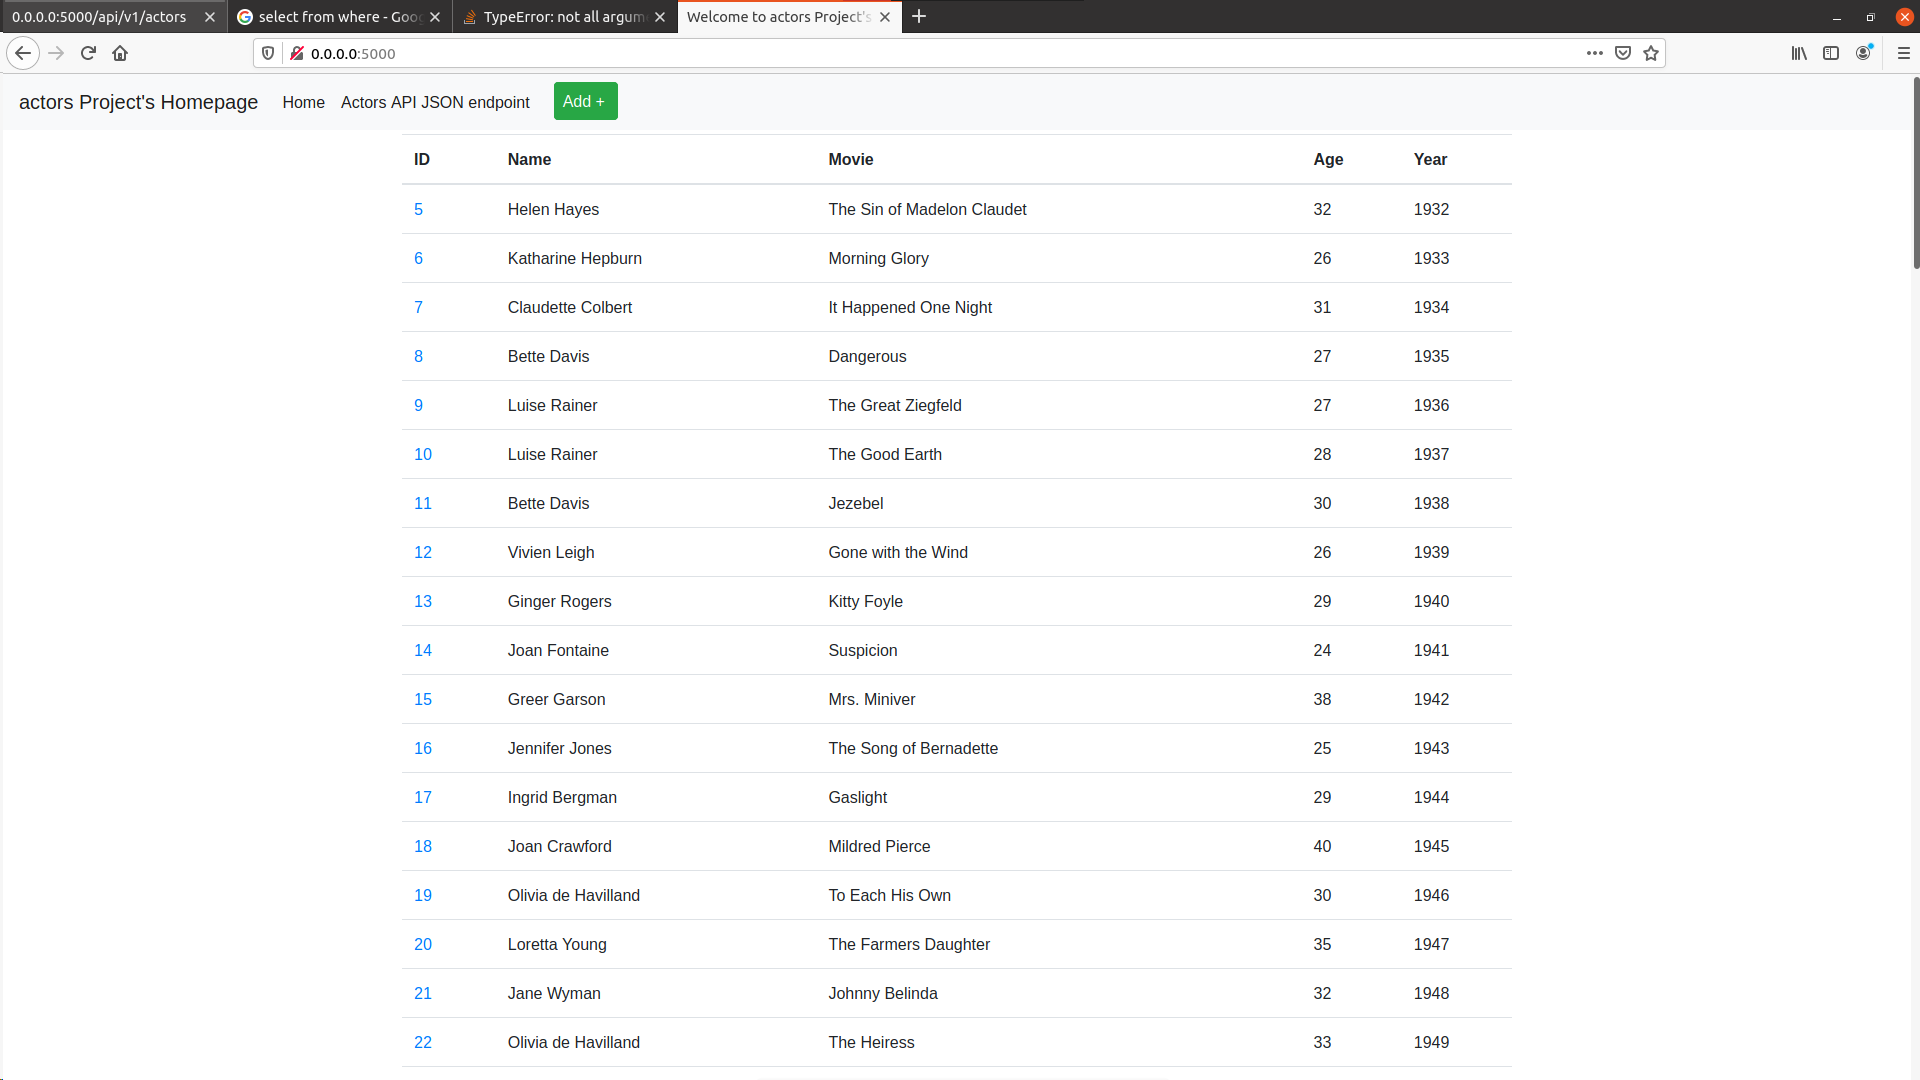 0.0.0.0:5000/api/v1/actors
select from where - Goo
TypeError: not all argum
Welcome to actors Project's
0.0.0.0:5000
actors Project's Homepage Home Actors API JSON endpoint Add +
ID Name Movie Age Year
5 Helen Hayes The Sin of Madelon Claudet 32 1932
6 Katharine Hepburn Morning Glory 26 1933
7 Claudette Colbert It Happened One Night 31 1934
8 Bette Davis Dangerous 27 1935
9 Luise Rainer The Great Ziegfeld 27 1936
10 Luise Rainer The Good Earth 28 1937
11 Bette Davis Jezebel 30 1938
12 Vivien Leigh Gone with the Wind 26 1939
13 Ginger Rogers Kitty Foyle 29 1940
14 Joan Fontaine Suspicion 24 1941
15 Greer Garson Mrs. Miniver 38 1942
16 Jennifer Jones The Song of Bernadette 25 1943
17 Ingrid Bergman Gaslight 29 1944
18 Joan Crawford Mildred Pierce 40 1945
19 Olivia de Havilland To Each His Own 30 1946
20 Loretta Young The Farmers Daughter 35 1947
21 Jane Wyman Johnny Belinda 32 1948
22 Olivia de Havilland The Heiress 33 1949